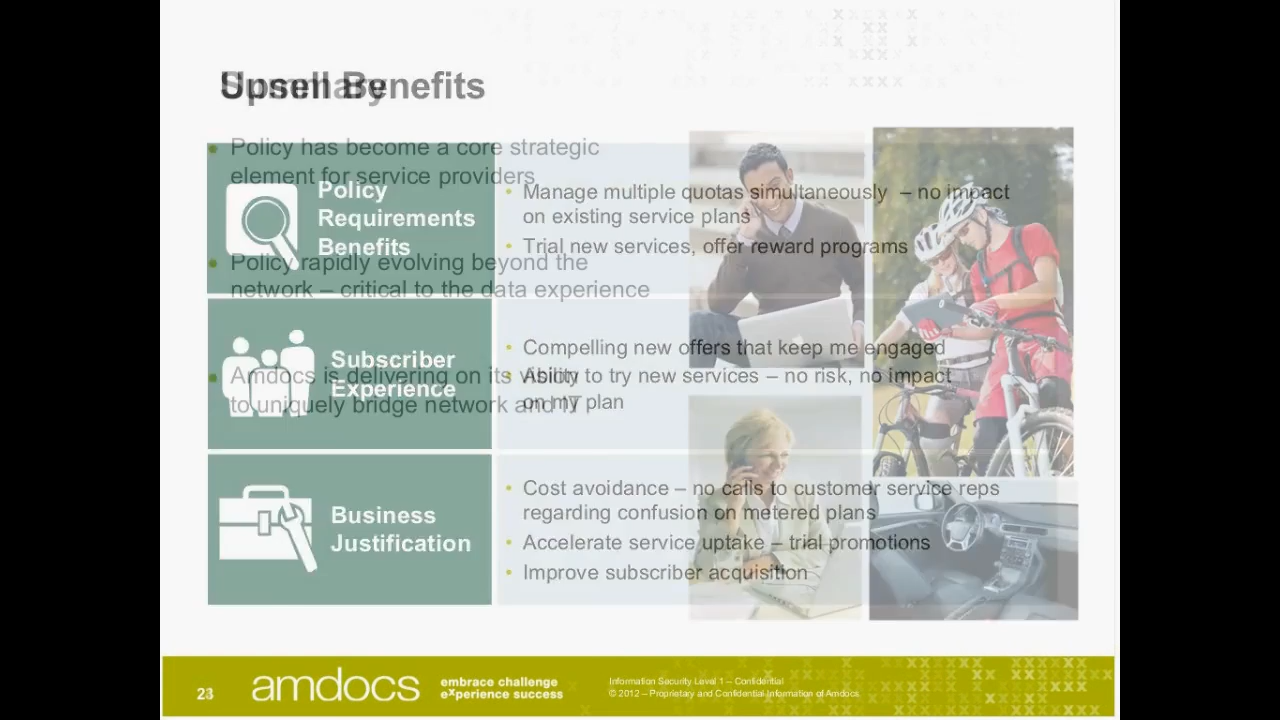 Upsell Benefits
Summary
Policy has become a core strategic
element for service providers
Policy rapidly evolving beyond the
network – critical to the data experience
Amdocs is delivering on its vision
to uniquely bridge network and IT
Policy
Requirements
Benefits
Manage multiple quotas simultaneously – no impact
on existing service plans
Trial new services, offer reward programs
Subscriber
Experience
Compelling new offers that keep me engaged
Ability to try new services – no risk, no impact
on my plan
Business
Justification
Cost avoidance – no calls to customer service reps
regarding confusion on metered plans
Accelerate service uptake – trial promotions
Improve subscriber acquisition
amdocs
embrace challenge
experience success
Information Security Level 1 – Confidential
© 2012 – Proprietary and Confidential Information of Amdocs